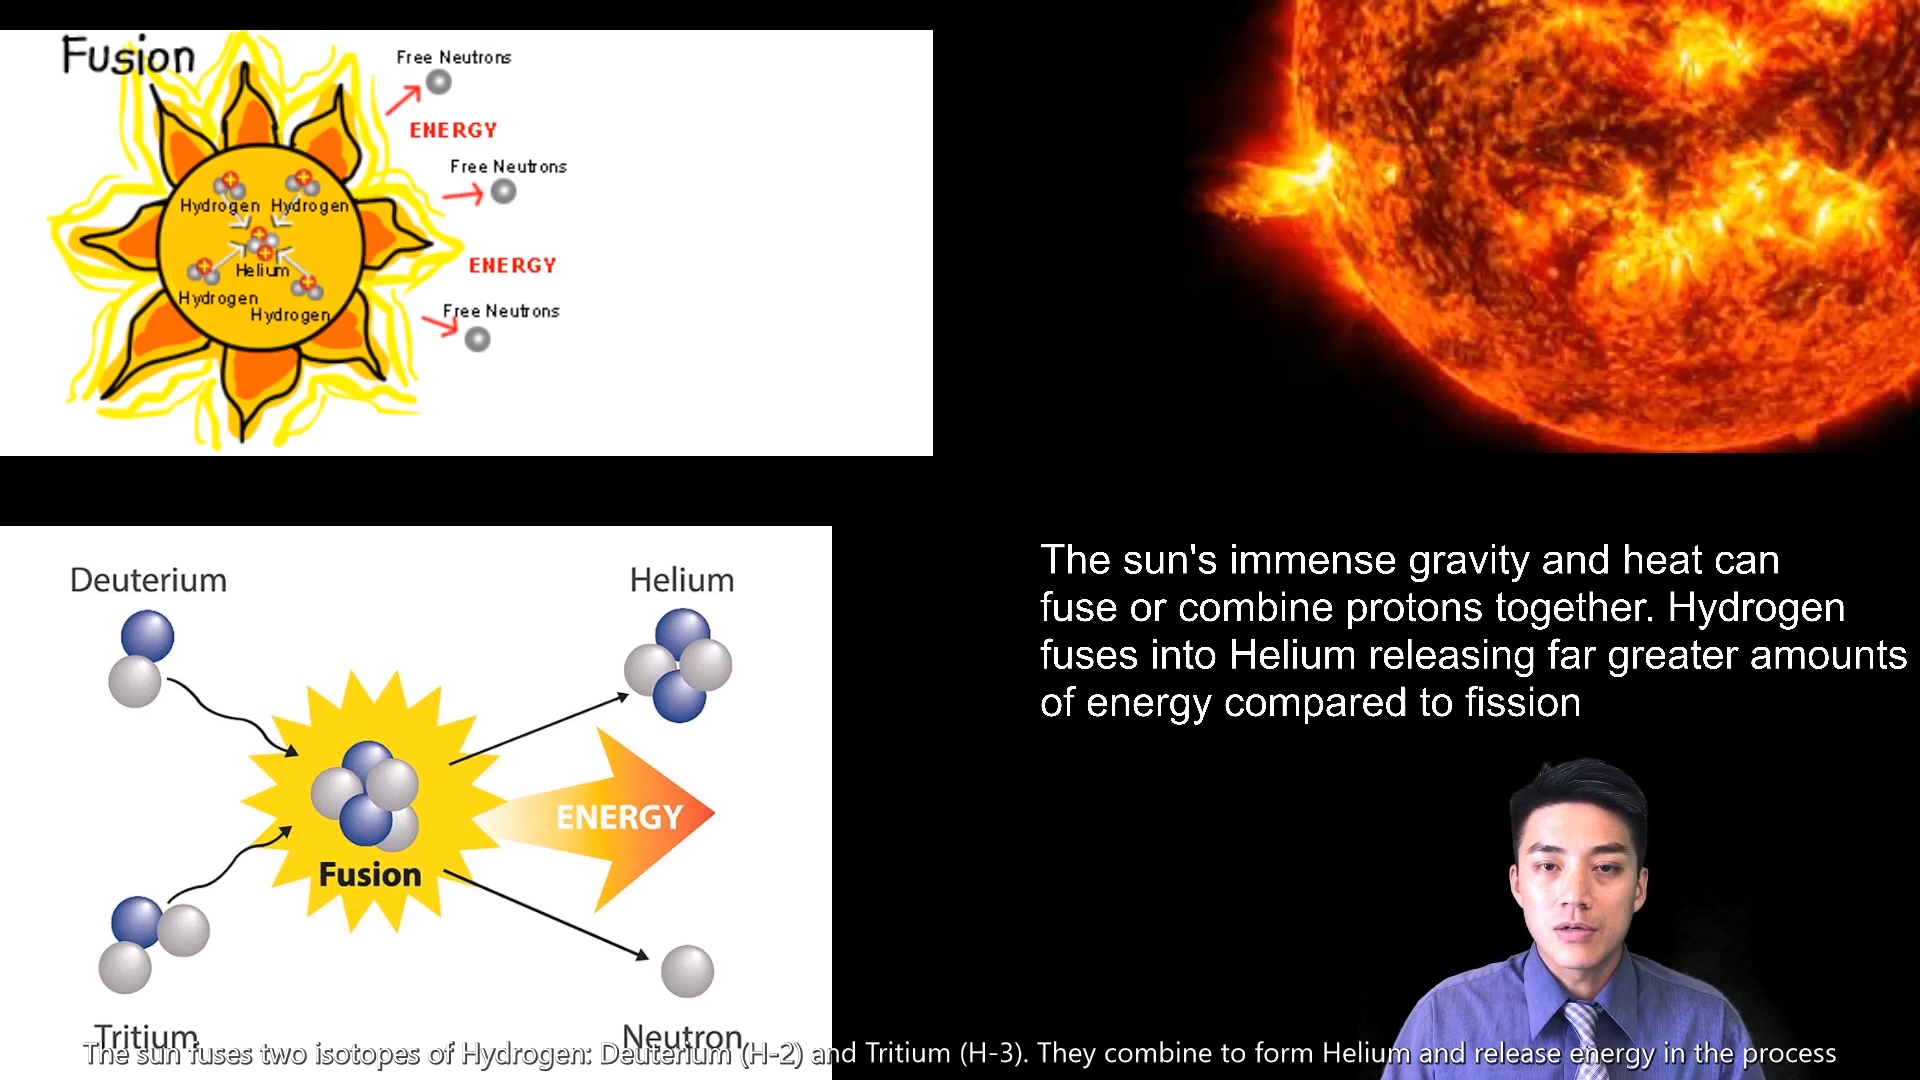 Fusion
Free Neutrons
ENERGY
Free Neutrons
Hydrogen Hydrogen
Helium
ENERGY
Hydrogen
Hydrogen
Free Neutrons
The sun's immense gravity and heat can
fuse or combine protons together. Hydrogen
fuses into Helium releasing far greater amounts
of energy compared to fission
Deuterium
Helium
ENERGY
Fusion
Tritium
Neutron
The sun fuses two isotopes of Hydrogen: Deuterium (H-2) and Tritium (H-3). They combine to form Helium and release energy in the process